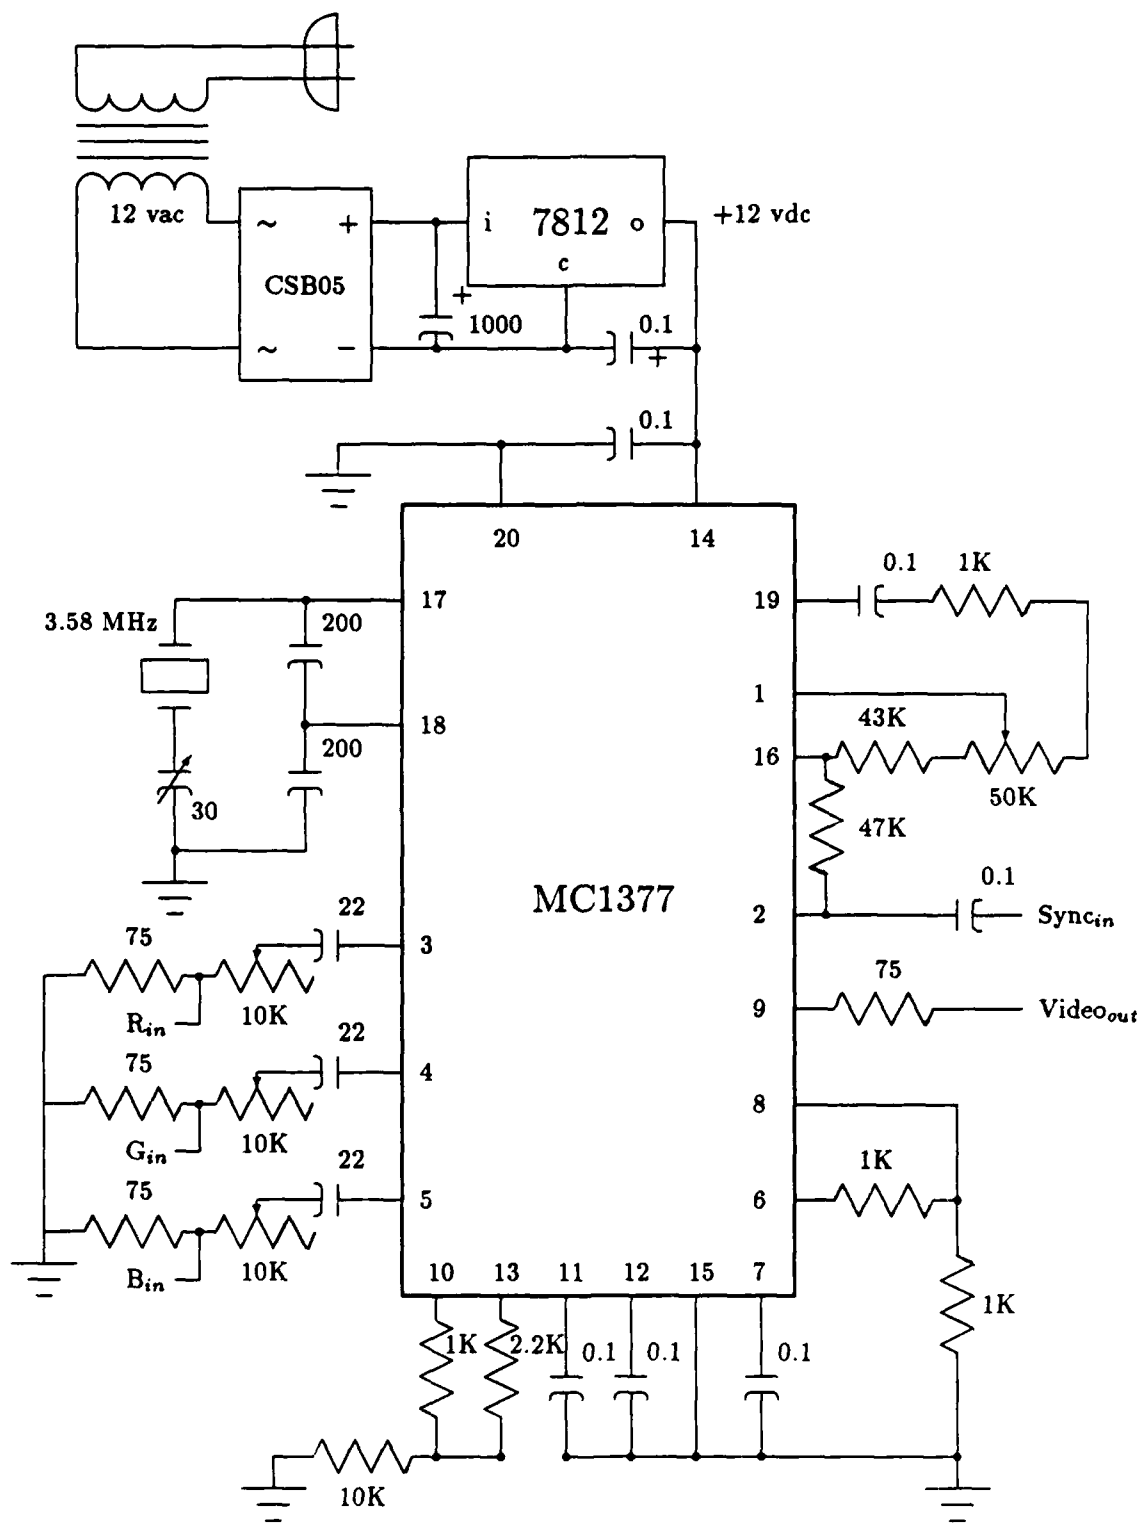 12 vac
~ +
CSB05
~ −
i 7812 o
c
+12 vdc
+
1000
0.1
+
0.1
20 14
17
3.58 MHz
200
18
200
30
19
0.1 1K
1
43K
16
50K
47K
MC1377
2
0.1
Sync_in
22
3
75
R_in
10K
22
4
75
G_in
10K
22
5
75
B_in
10K
75
9
Video_out
8
1K
6
1K
10 13 11 12 15 7
1K 2.2K 0.1 0.1 0.1
10K